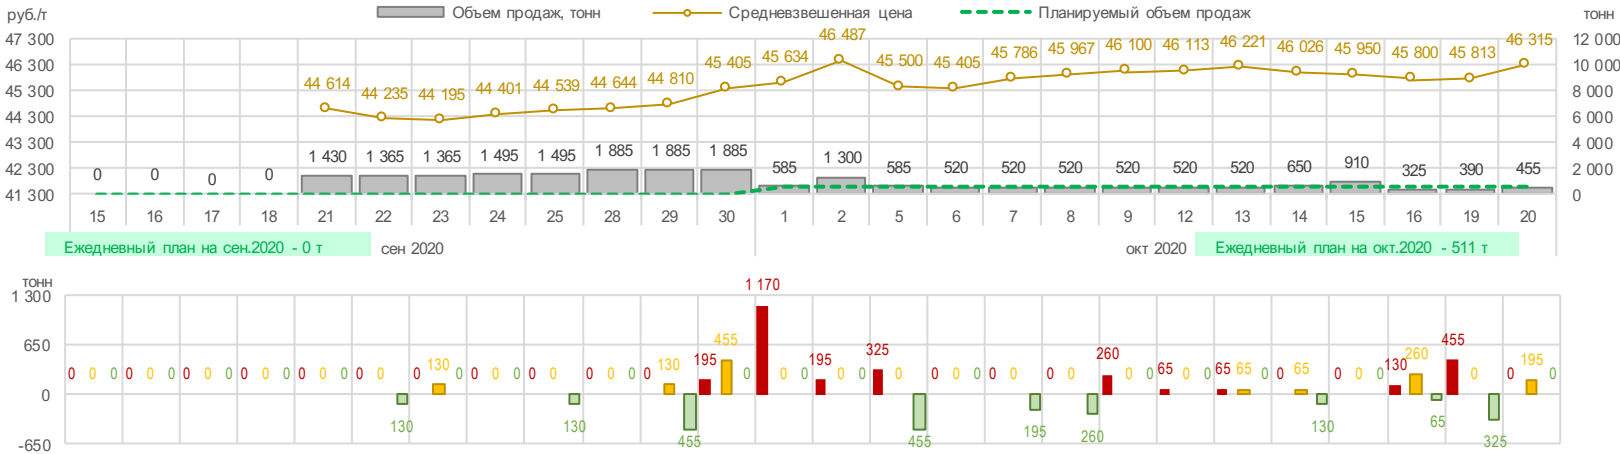 руб./т Объем продаж, тонн Средневзвешенная цена Планируемый объем продаж тонн
47 300 46 487 12 000
46 300 45 405 45 634 45 500 45 405 45 786 45 967 46 100 46 113 46 221 46 026 45 950 45 800 45 813 46 315 10 000
45 300 44 614 44 235 44 195 44 401 44 539 44 644 44 810 8 000
44 300 6 000
43 300 4 000
42 300 0 0 0 0 1 430 1 365 1 365 1 495 1 495 1 885 1 885 1 885 585 1 300 585 520 520 520 520 520 520 650 910 325 390 455 2 000
41 300 0
15 16 17 18 21 22 23 24 25 28 29 30 1 2 5 6 7 8 9 12 13 14 15 16 19 20
Ежедневный план на сен.2020 - 0 т сен 2020 окт 2020 Ежедневный план на окт.2020 - 511 т
тонн
1 300 1 170
650
0 0 0 0 0 0 0 0 0 0 0 0 0 0 0 0 0 130 0 0 0 0 0 0 0 0 0 0 130 195 455 0 0 0 195 0 0 325 0 0 0 0 0 0 0 0 260 0 0 65 0 0 65 65 0 0 65 0 0 0 130 260 455 0 0 195 0
0
130 130 455 455 195 260 130 65 325
-650